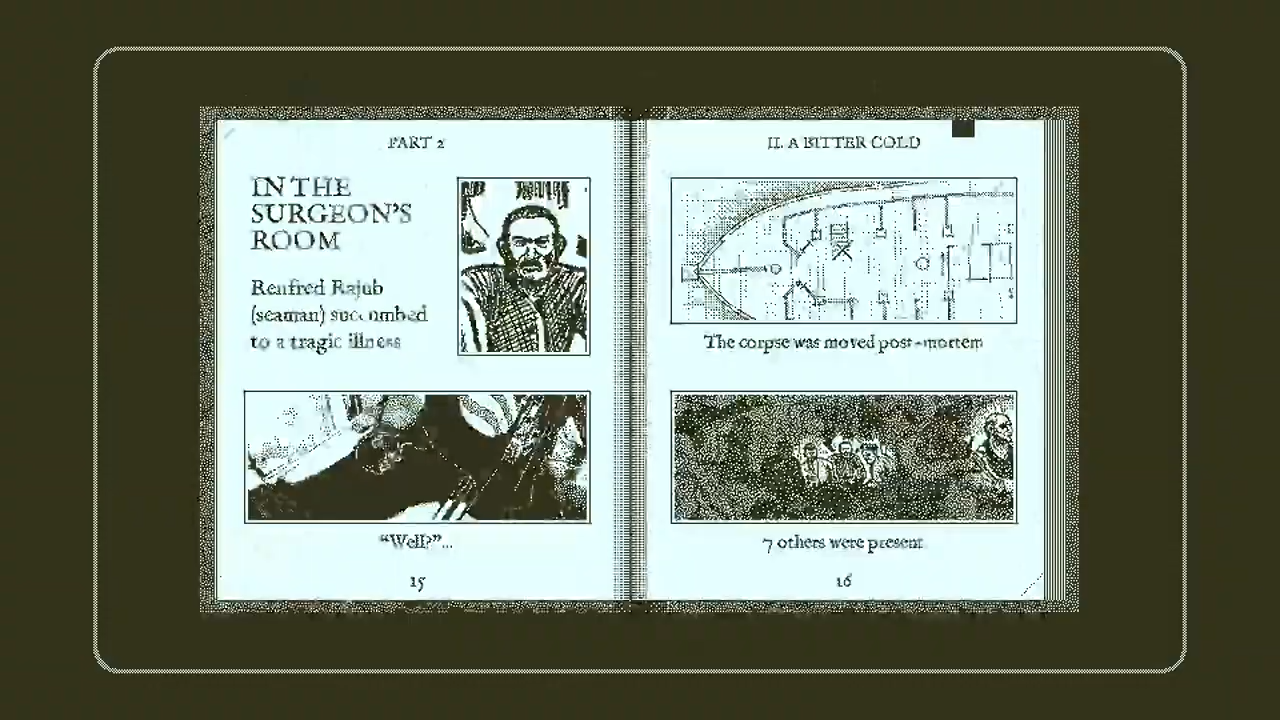 PART 2
IN THE
SURGEON'S
ROOM
Renfred Rajub
(seaman) succumbed
to a tragic illness
"Well?"...
15
II. A BITTER COLD
The corpse was moved post-mortem
7 others were present
16